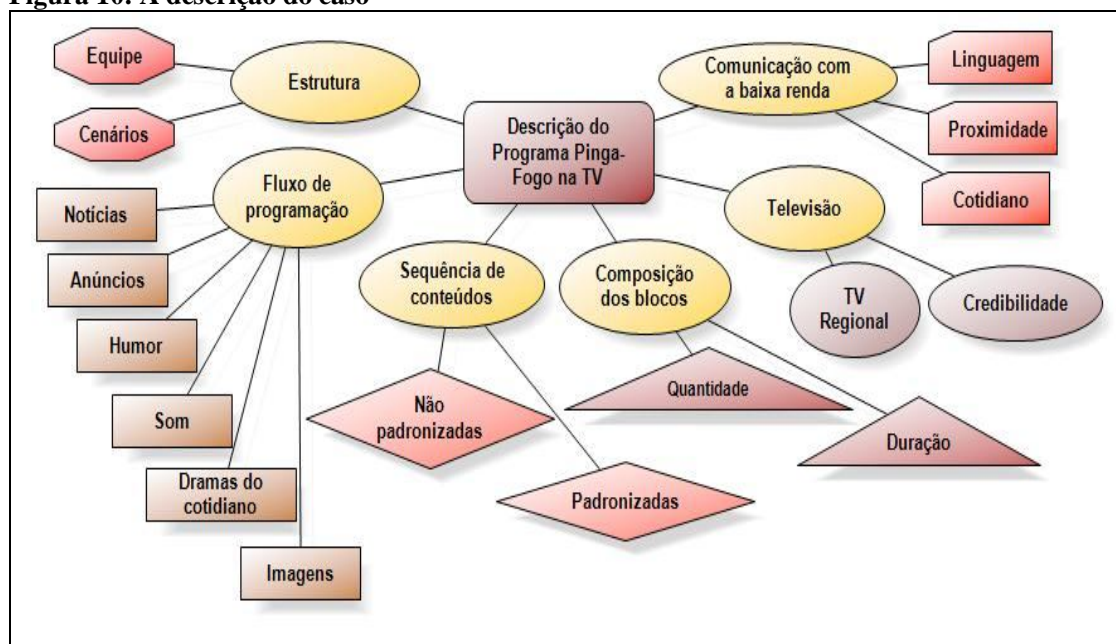 Figura 10: A descrição do caso
Equipe
Cenários
Estrutura
Comunicação com
a baixa renda
Linguagem
Proximidade
Cotidiano
Descrição do
Programa Pinga-
Fogo na TV
Fluxo de
programação
Notícias
Anúncios
Humor
Som
Dramas do
cotidiano
Imagens
Sequência de
conteúdos
Não
padronizadas
Padronizadas
Composição
dos blocos
Quantidade
Duração
Televisão
TV
Regional
Credibilidade